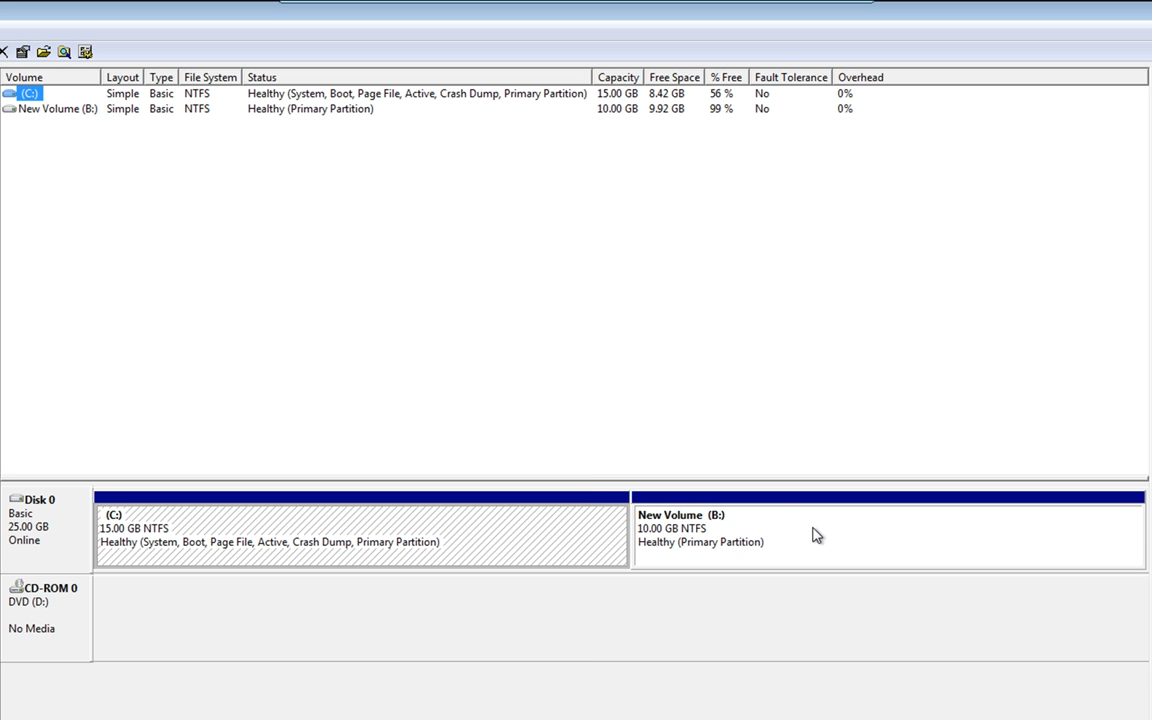 Volume Layout Type File System Status Capacity Free Space % Free Fault Tolerance Overhead
(C:) Simple Basic NTFS Healthy (System, Boot, Page File, Active, Crash Dump, Primary Partition) 15.00 GB 8.42 GB 56 % No 0%
New Volume (B:) Simple Basic NTFS Healthy (Primary Partition) 10.00 GB 9.92 GB 99 % No 0%
Disk 0
Basic
25.00 GB
Online
(C:)
15.00 GB NTFS
Healthy (System, Boot, Page File, Active, Crash Dump, Primary Partition)
New Volume (B:)
10.00 GB NTFS
Healthy (Primary Partition)
CD-ROM 0
DVD (D:)
No Media